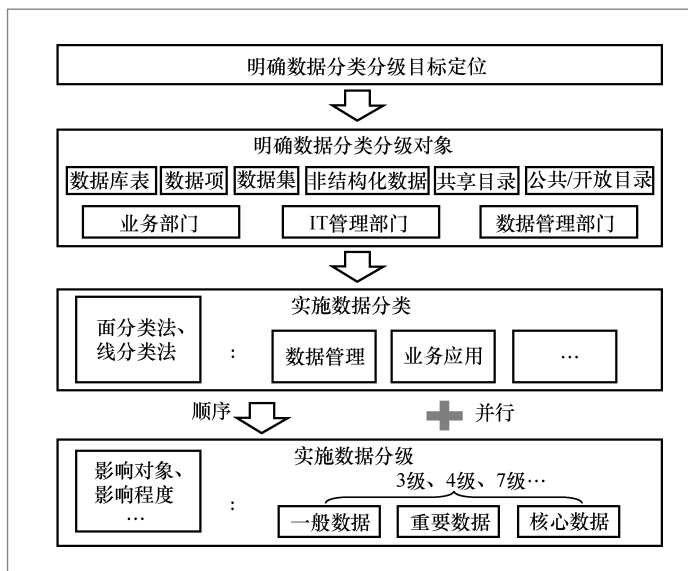 明确数据分类分级目标定位
明确数据分类分级对象
数据库表 数据项 数据集 非结构化数据 共享目录 公共/开放目录
业务部门 IT管理部门 数据管理部门
实施数据分类
面分类法、
线分类法
: 数据管理 业务应用 …
顺序 并行
实施数据分级
影响对象、
影响程度
…
3级、4级、7级…
: 一般数据 重要数据 核心数据